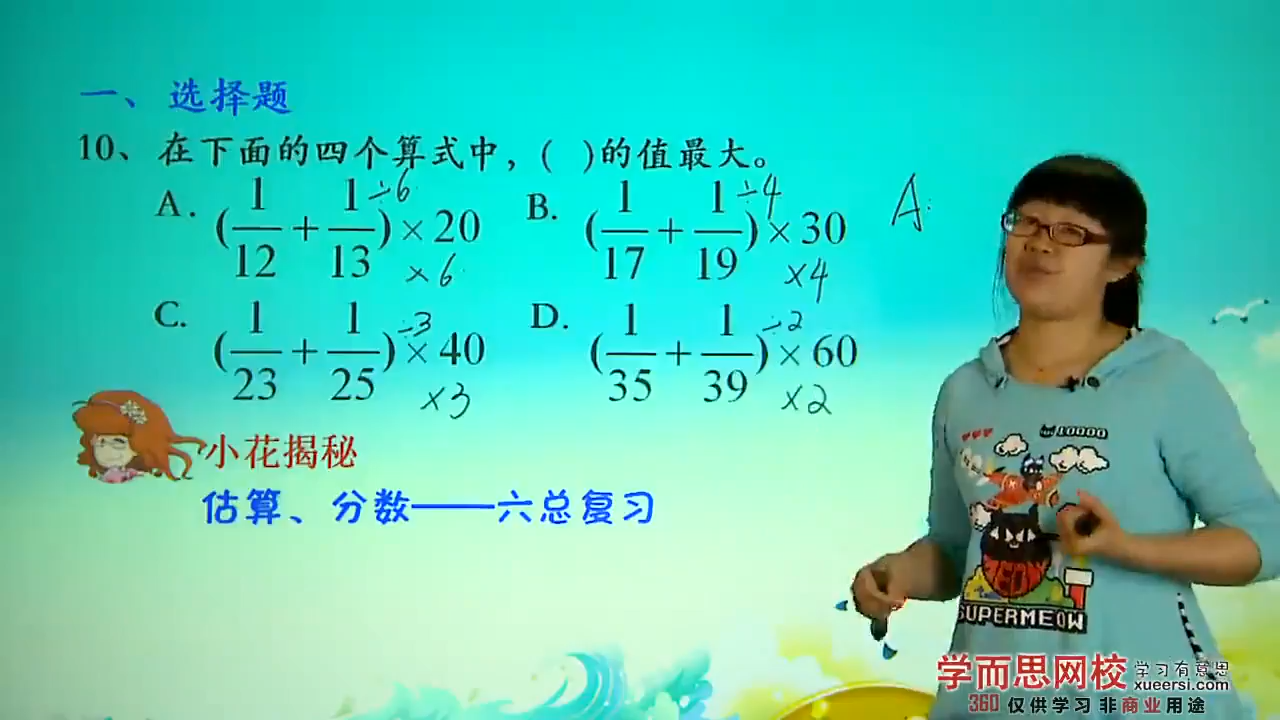 一、选择题
10、在下面的四个算式中,( )的值最大。
A. (1/12 + 1/13) × 20
÷6
×6
B. (1/17 + 1/19) × 30
÷4
×4
A.
C. (1/23 + 1/25) × 40
÷3
×3
D. (1/35 + 1/39) × 60
÷2
×2
小花揭秘
估算、分数——六总复习
10000
SUPERMEOW
学而思网校 学习有意思
xueersi.com
360 仅供学习 非商业用途